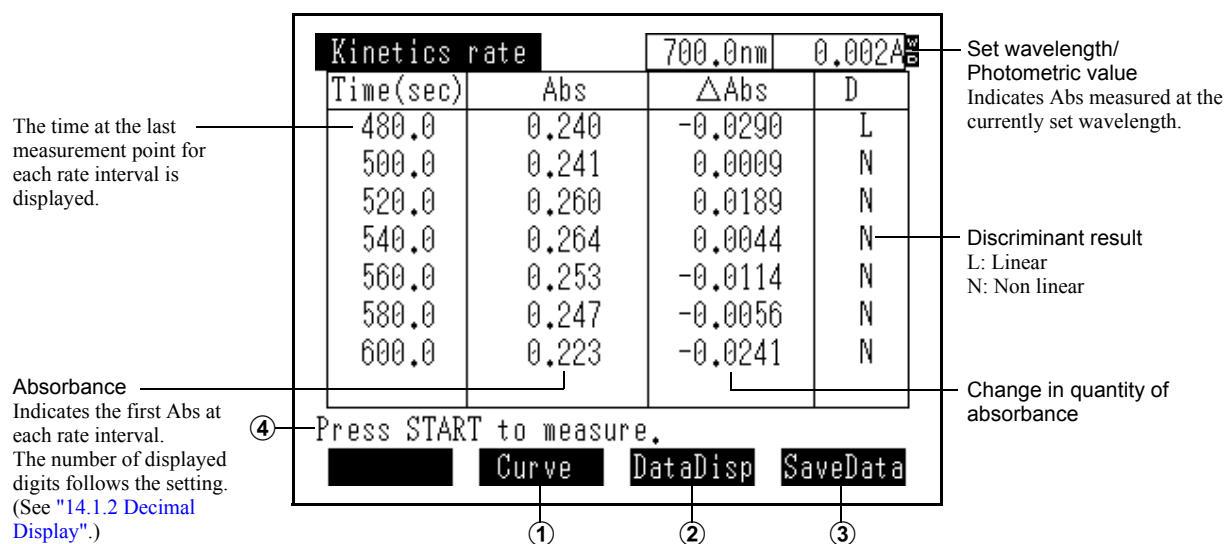 Kinetics rate 700.0nm 0.002A WD
Time(sec) Abs △Abs D
480.0 0.240 -0.0290 L
500.0 0.241 0.0009 N
520.0 0.260 0.0189 N
540.0 0.264 0.0044 N
560.0 0.253 -0.0114 N
580.0 0.247 -0.0056 N
600.0 0.223 -0.0241 N
Press START to measure.
Curve DataDisp SaveData
The time at the last
measurement point for
each rate interval is
displayed.
Absorbance
Indicates the first Abs at
each rate interval.
The number of displayed
digits follows the setting.
(See "14.1.2 Decimal
Display".)
④
① ② ③
Set wavelength/
Photometric value
Indicates Abs measured at the
currently set wavelength.
Discriminant result
L: Linear
N: Non linear
Change in quantity of
absorbance